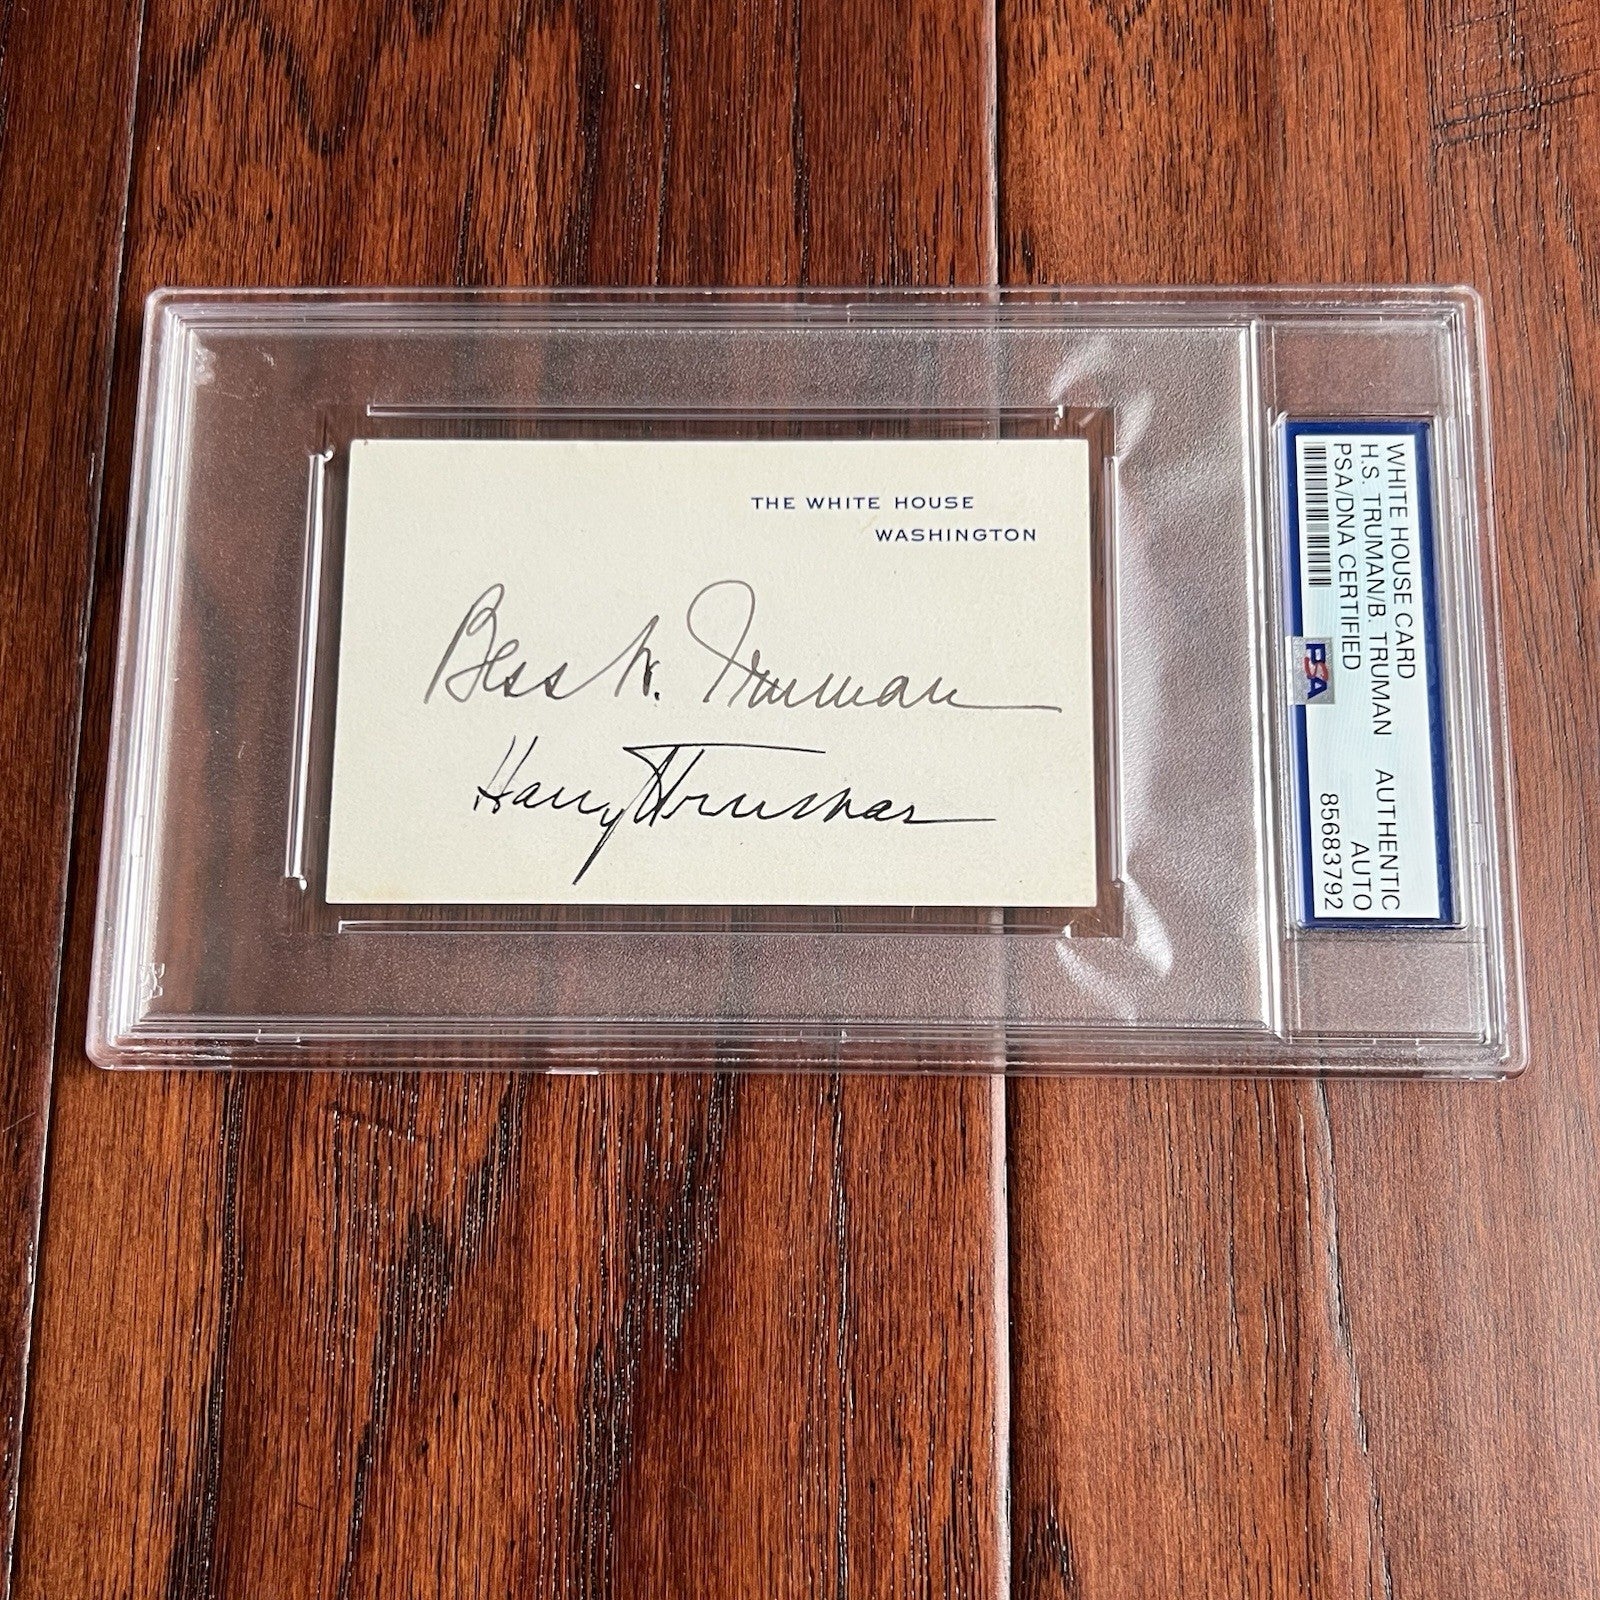 THE WHITE HOUSE
WASHINGTON
Bess W. Truman
Harry S Truman
WHITE HOUSE CARD
H.S. TRUMAN/B. TRUMAN AUTHENTIC
PSA/DNA CERTIFIED AUTO
85683792
PSA